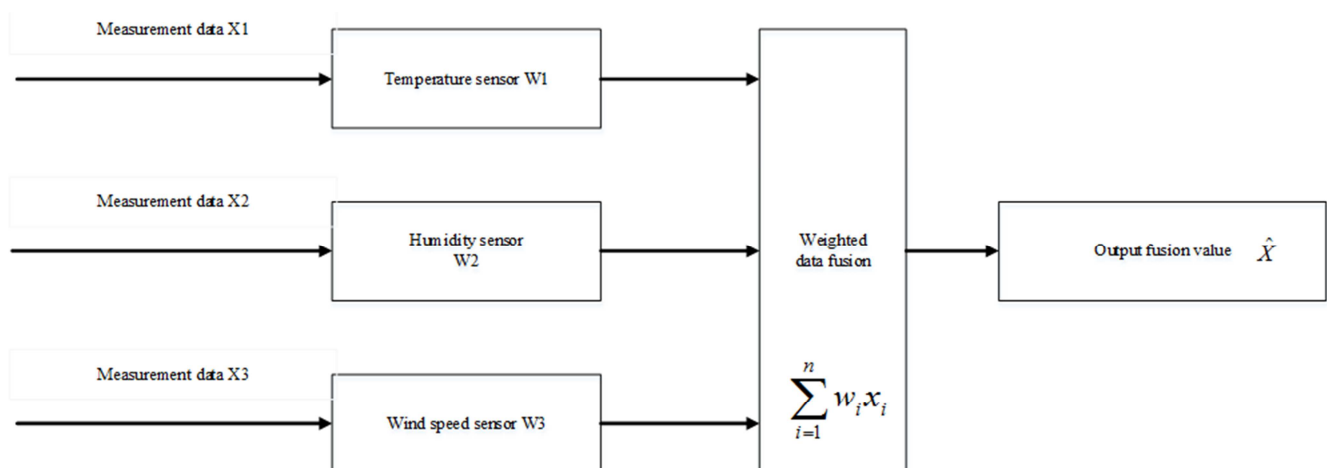 Measurement data X1
Temperature sensor W1
Measurement data X2
Humidity sensor
W2
Weighted
data fusion
Output fusion value X̂
Measurement data X3
Wind speed sensor W3
n
∑ wᵢxᵢ
i=1